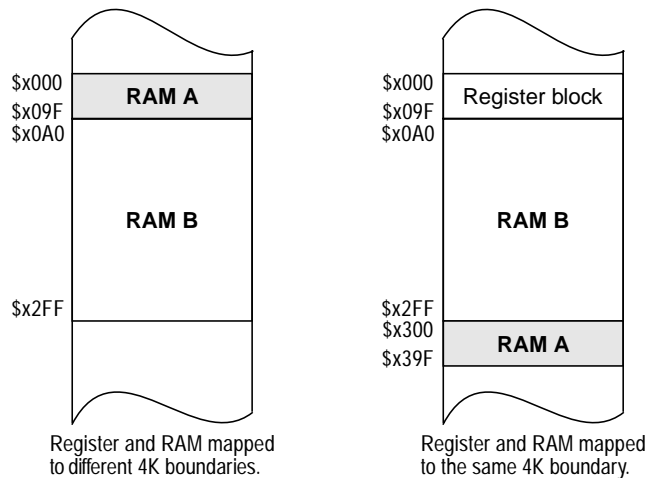 $x000
RAM A
$x09F
$x0A0
RAM B
$x2FF
Register and RAM mapped
to different 4K boundaries.
$x000
Register block
$x09F
$x0A0
RAM B
$x2FF
$x300
RAM A
$x39F
Register and RAM mapped
to the same 4K boundary.